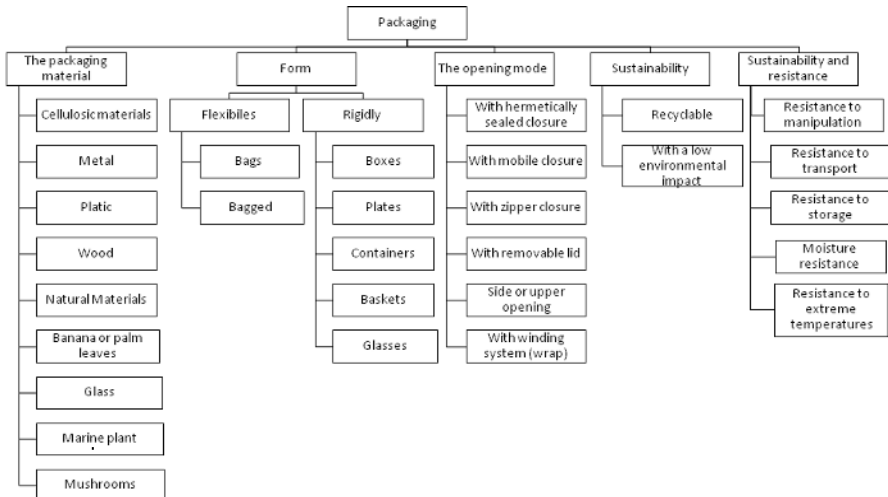 Packaging
The packaging
material
Form
The opening mode
Sustainability
Sustainability and
resistance
Cellulosic materials
Metal
Platic
Wood
Natural Materials
Banana or palm
leaves
Glass
Marine plant
.
Mushrooms
Flexibiles
Bags
Bagged
Rigidly
Boxes
Plates
Containers
Baskets
Glasses
With hermetically
sealed closure
With mobile closure
With zipper closure
With removable lid
Side or upper
opening
With winding
system (wrap)
Recyclable
With a low
environmental
impact
Resistance to
manipulation
Resistance to
transport
Resistance to
storage
Moisture
resistance
Resistance to
extreme
temperatures